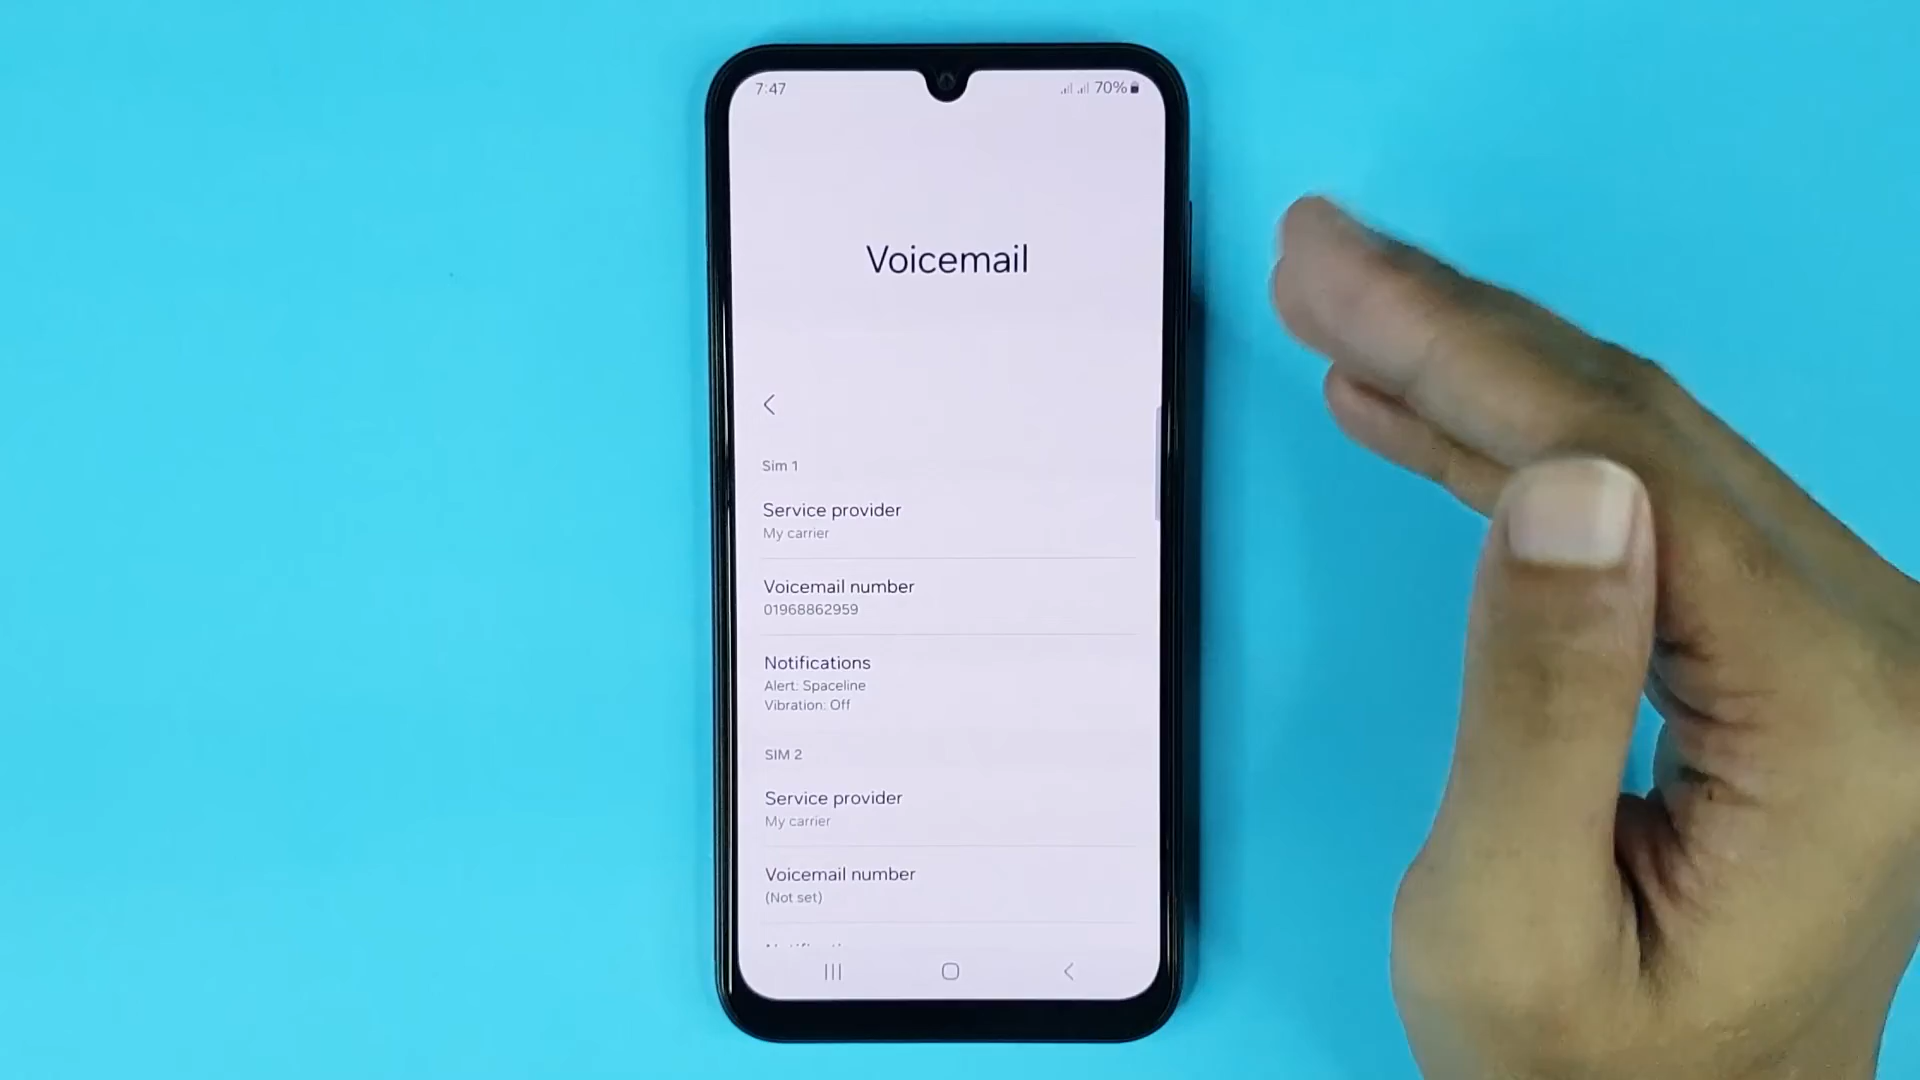 7:47
70%
Voicemail
Sim 1
Service provider
My carrier
Voicemail number
01968862959
Notifications
Alert: Spaceline
Vibration: Off
SIM 2
Service provider
My carrier
Voicemail number
(Not set)